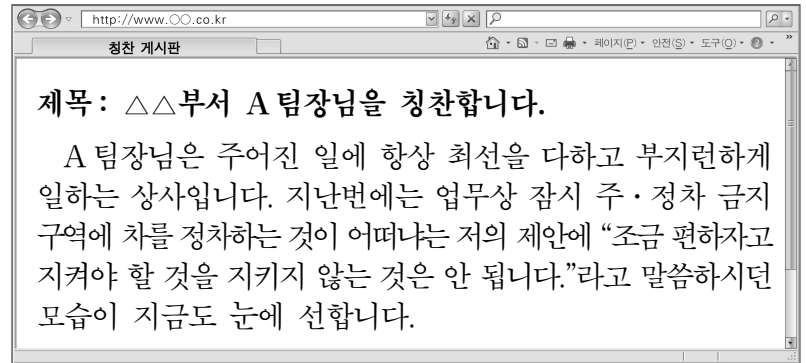 http://www.○○.co.kr
칭찬 게시판
페이지(P) 안전(S) 도구(O)
제목: △△부서 A 팀장님을 칭찬합니다.
A 팀장님은 주어진 일에 항상 최선을 다하고 부지런하게
일하는 상사입니다. 지난번에는 업무상 잠시 주·정차 금지
구역에 차를 정차하는 것이 어떠냐는 저의 제안에 “조금 편하자고
지켜야 할 것을 지키지 않는 것은 안 됩니다.”라고 말씀하시던
모습이 지금도 눈에 선합니다.